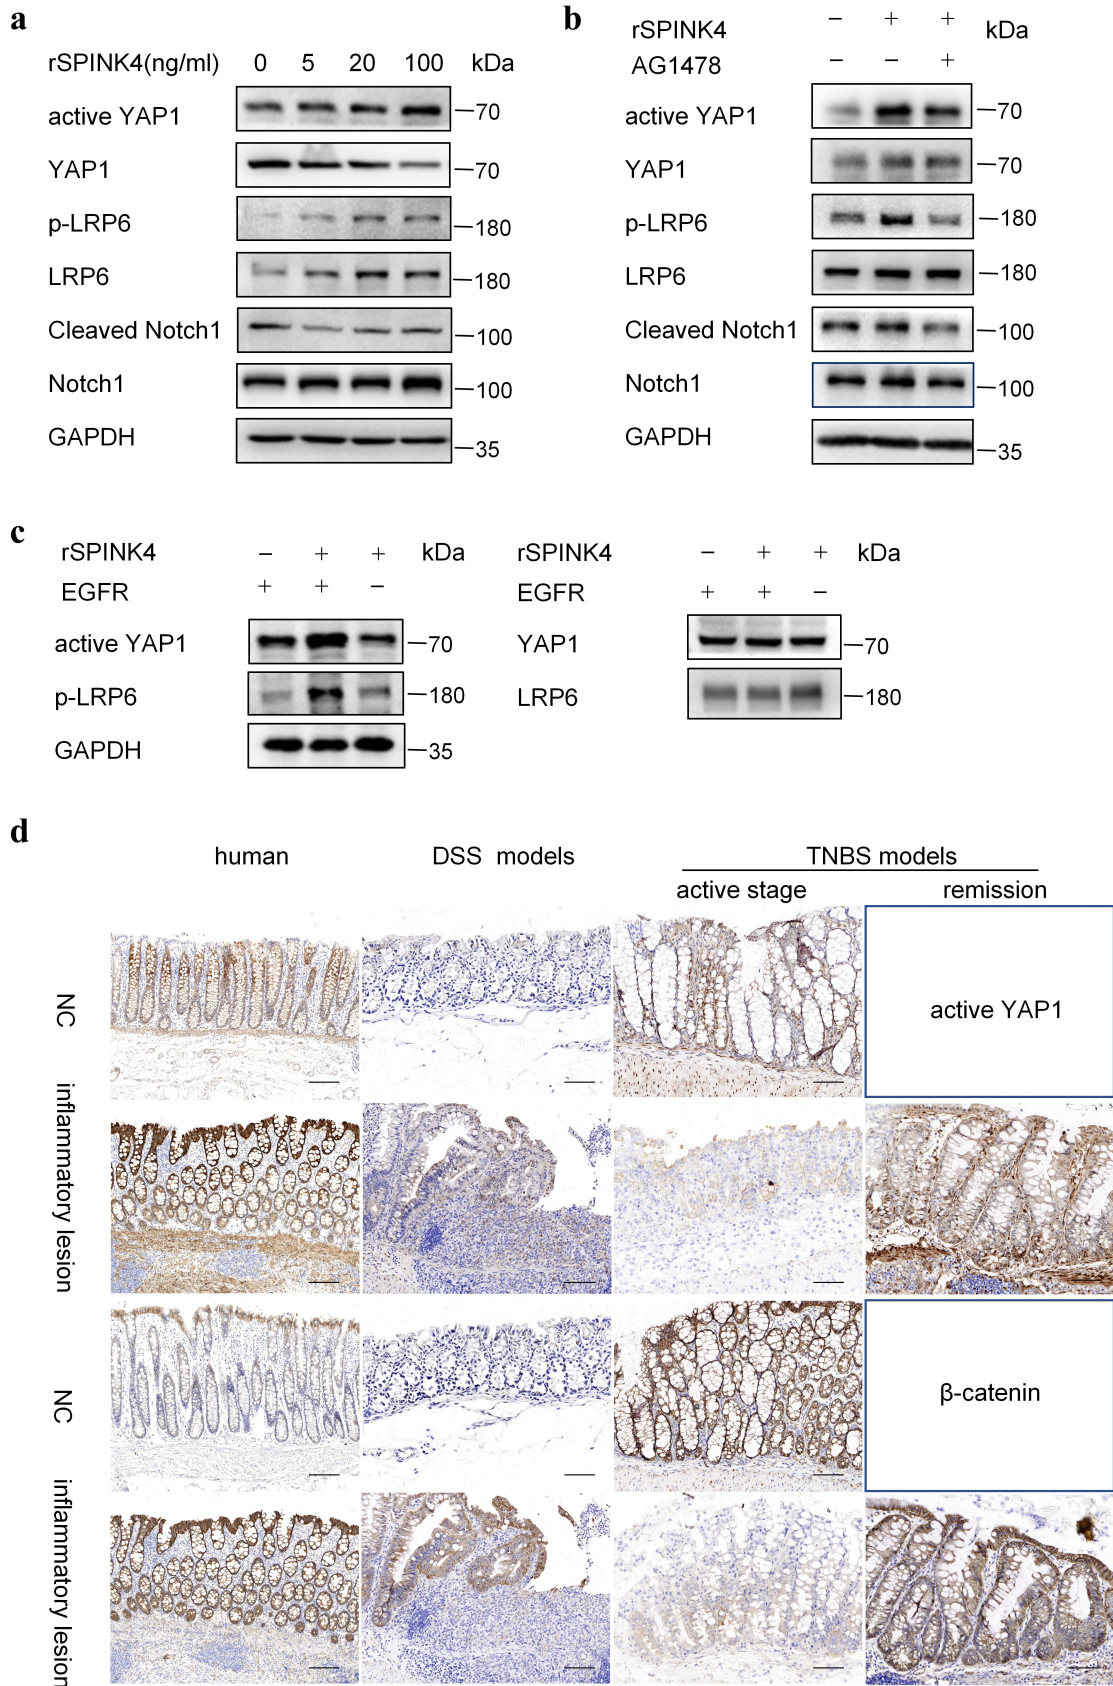 a
rSPINK4(ng/ml) 0 5 20 100 kDa
active YAP1 70
YAP1 70
p-LRP6 180
LRP6 180
Cleaved Notch1 100
Notch1 100
GAPDH 35
b
rSPINK4 − + + kDa
AG1478 − − +
active YAP1 70
YAP1 70
p-LRP6 180
LRP6 180
Cleaved Notch1 100
Notch1 100
GAPDH 35
c
rSPINK4 − + + kDa
EGFR + + −
active YAP1 70
p-LRP6 180
GAPDH 35
rSPINK4 − + + kDa
EGFR + + −
YAP1 70
LRP6 180
d
human DSS models TNBS models
active stage remission
NC
active YAP1
inflammatory lesion
NC
β-catenin
inflammatory lesion